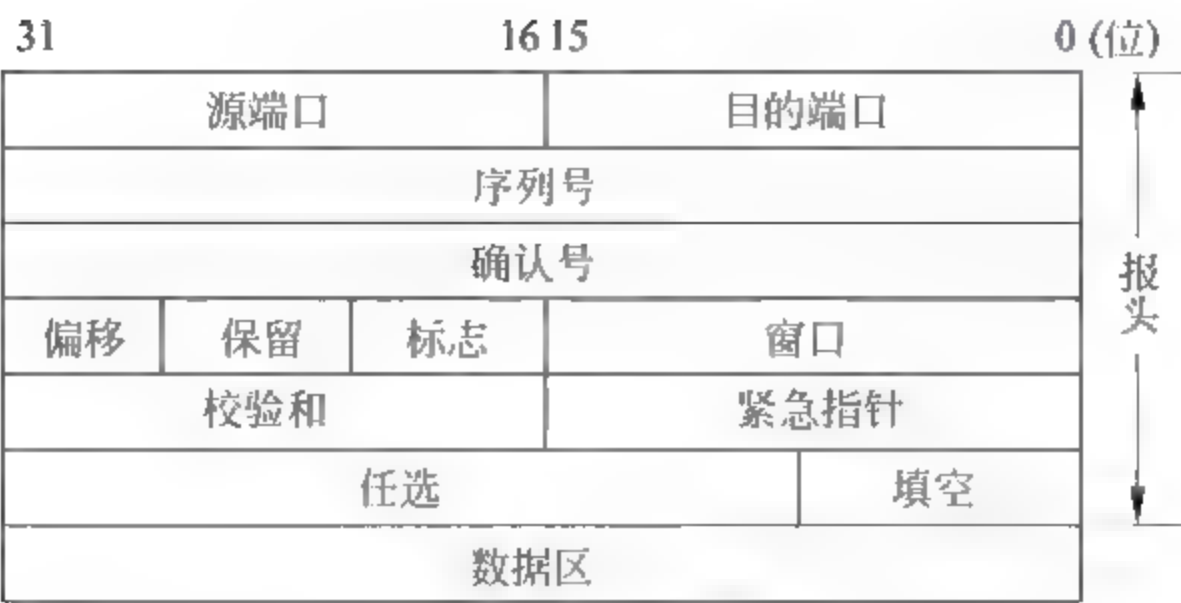 31 16 15 0 (位)
源端口 目的端口
序列号
确认号
偏移 保留 标志 窗口
校验和 紧急指针
任选 填空
数据区
报头